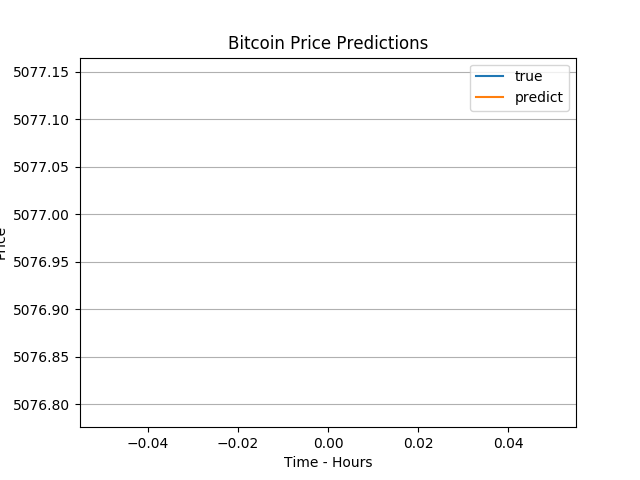 Bitcoin Price Predictions
true
predict
5077.15
5077.10
5077.05
5077.00
5076.95
5076.90
5076.85
5076.80
Price
−0.04 −0.02 0.00 0.02 0.04
Time - Hours